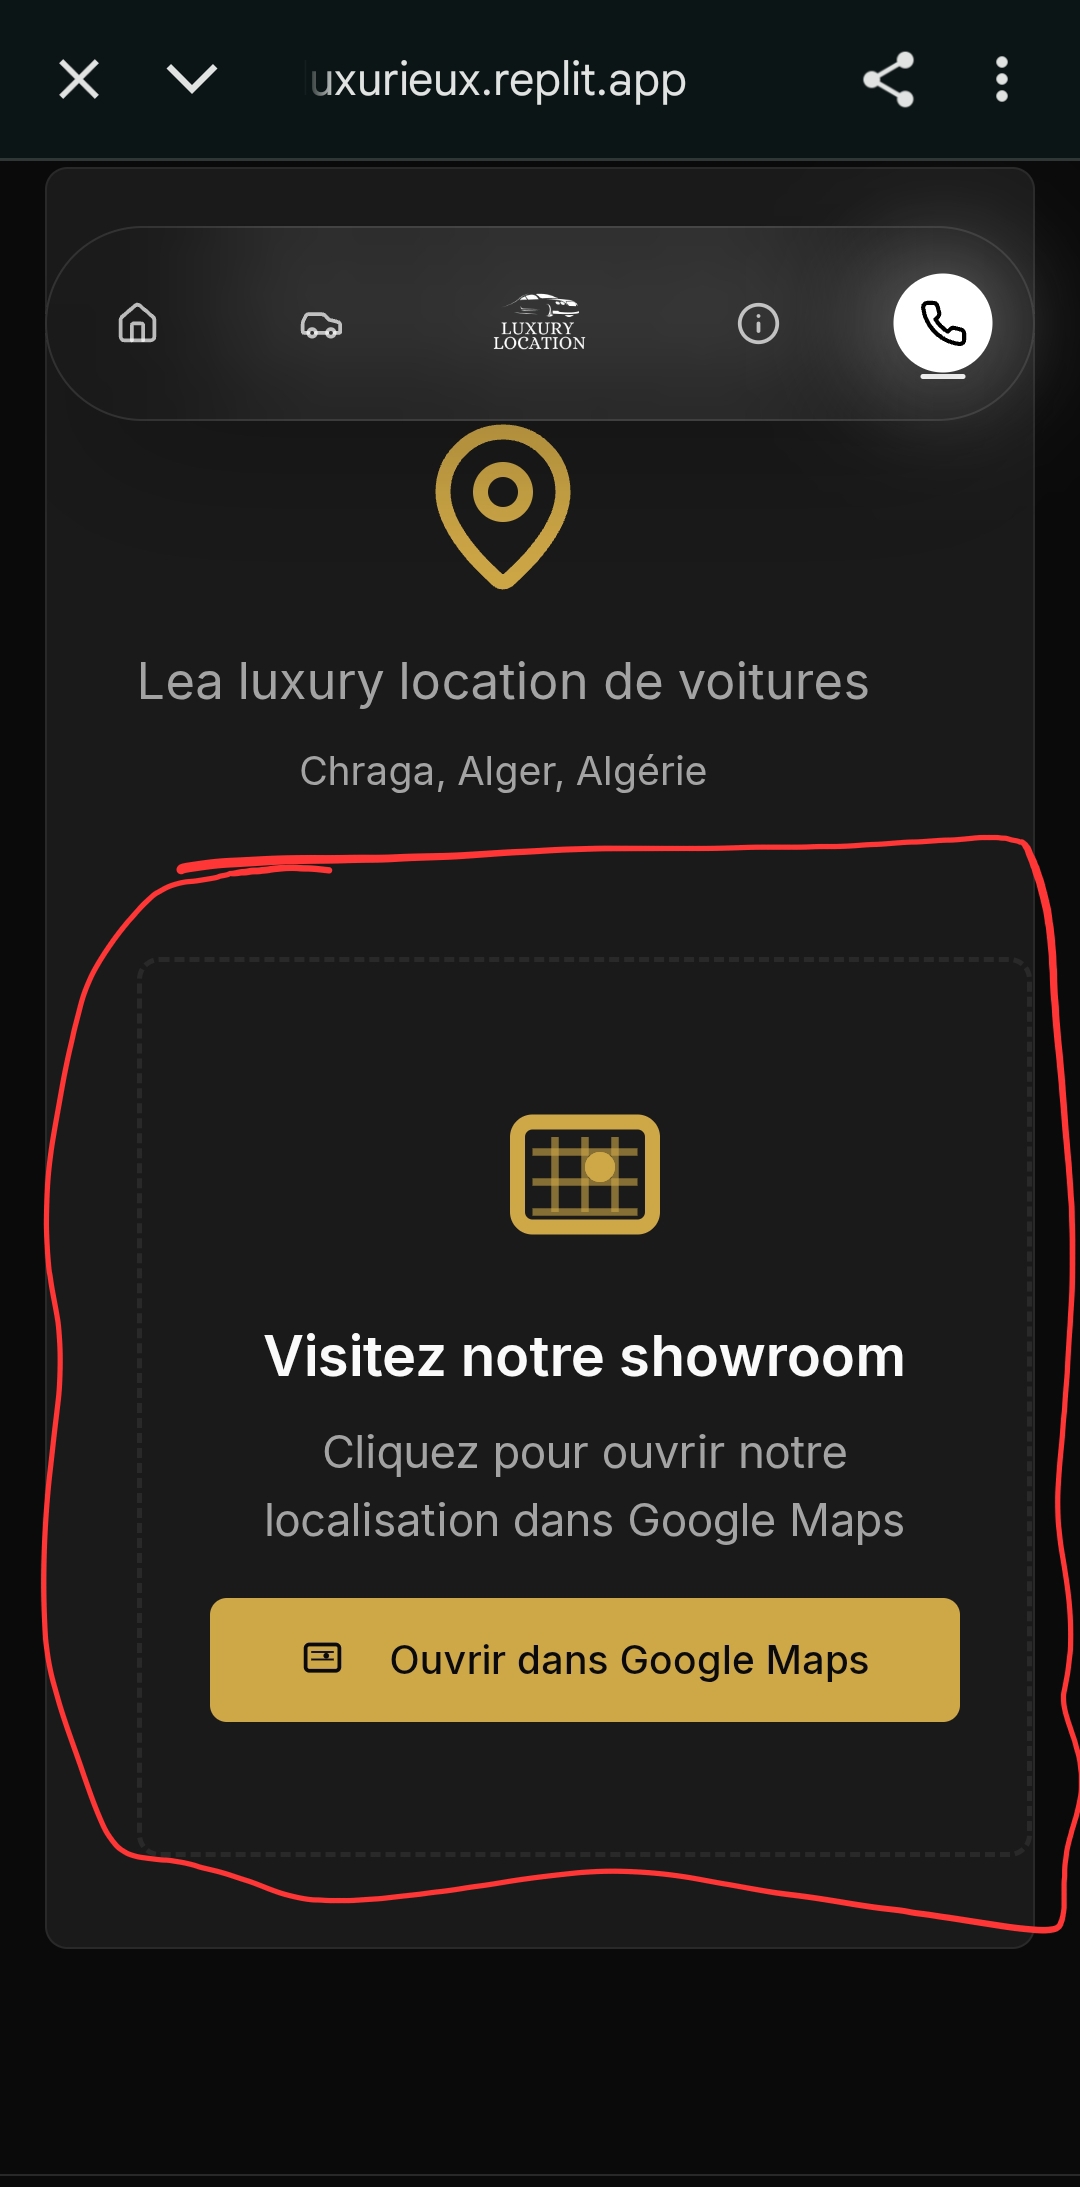 uxurieux.replit.app
LUXURY
LOCATION
Lea luxury location de voitures
Chraga, Alger, Algérie
Visitez notre showroom
Cliquez pour ouvrir notre
localisation dans Google Maps
Ouvrir dans Google Maps